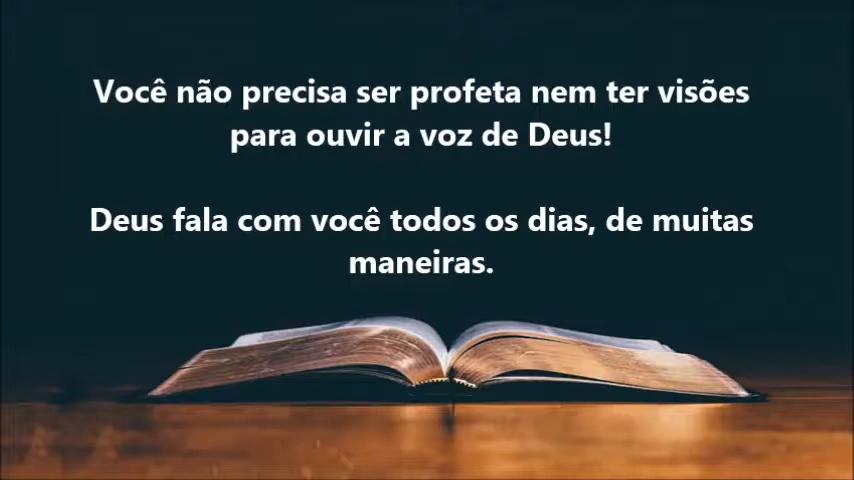 Você não precisa ser profeta nem ter visões
para ouvir a voz de Deus!
Deus fala com você todos os dias, de muitas
maneiras.